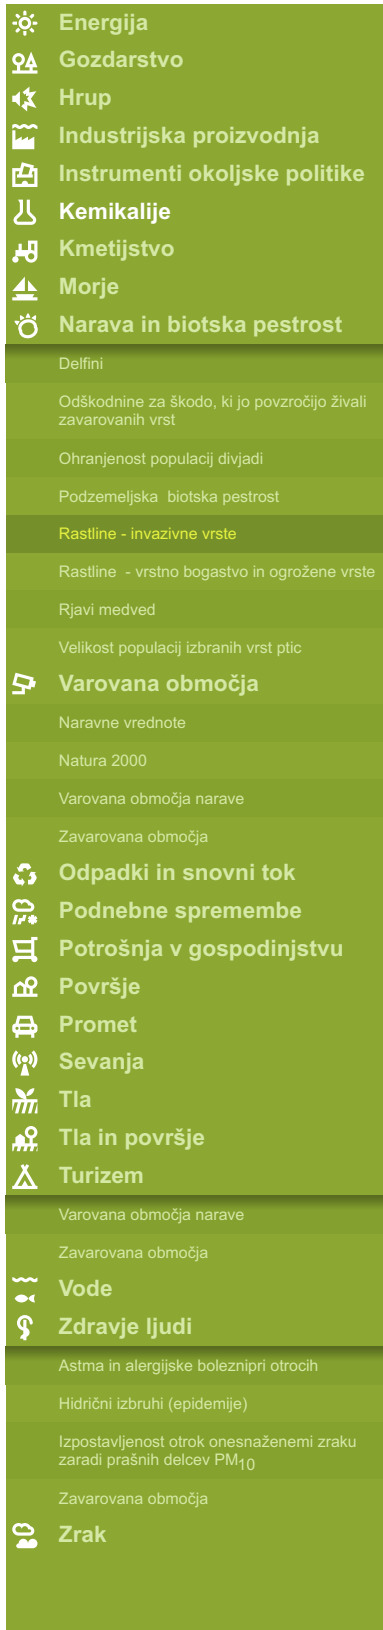 Energija
Gozdarstvo
Hrup
Industrijska proizvodnja
Instrumenti okoljske politike
Kemikalije
Kmetijstvo
Morje
Narava in biotska pestrost
Delfini
Odškodnine za škodo, ki jo povzročijo živali
zavarovanih vrst
Ohranjenost populacij divjadi
Podzemeljska  biotska pestrost
Rastline - invazivne vrste
Rastline  - vrstno bogastvo in ogrožene vrste
Rjavi medved
Velikost populacij izbranih vrst ptic
Varovana območja
Naravne vrednote
Natura 2000
Varovana območja narave
Zavarovana območja
Odpadki in snovni tok
Podnebne spremembe
Potrošnja v gospodinjstvu
Površje
Promet
Sevanja
Tla
Tla in površje
Turizem
Varovana območja narave
Zavarovana območja
Vode
Zdravje ljudi
Astma in alergijske boleznipri otrocih
Hidrični izbruhi (epidemije)
Izpostavljenost otrok onesnaženemi zraku
zaradi prašnih delcev PM10
Zavarovana območja
Zrak